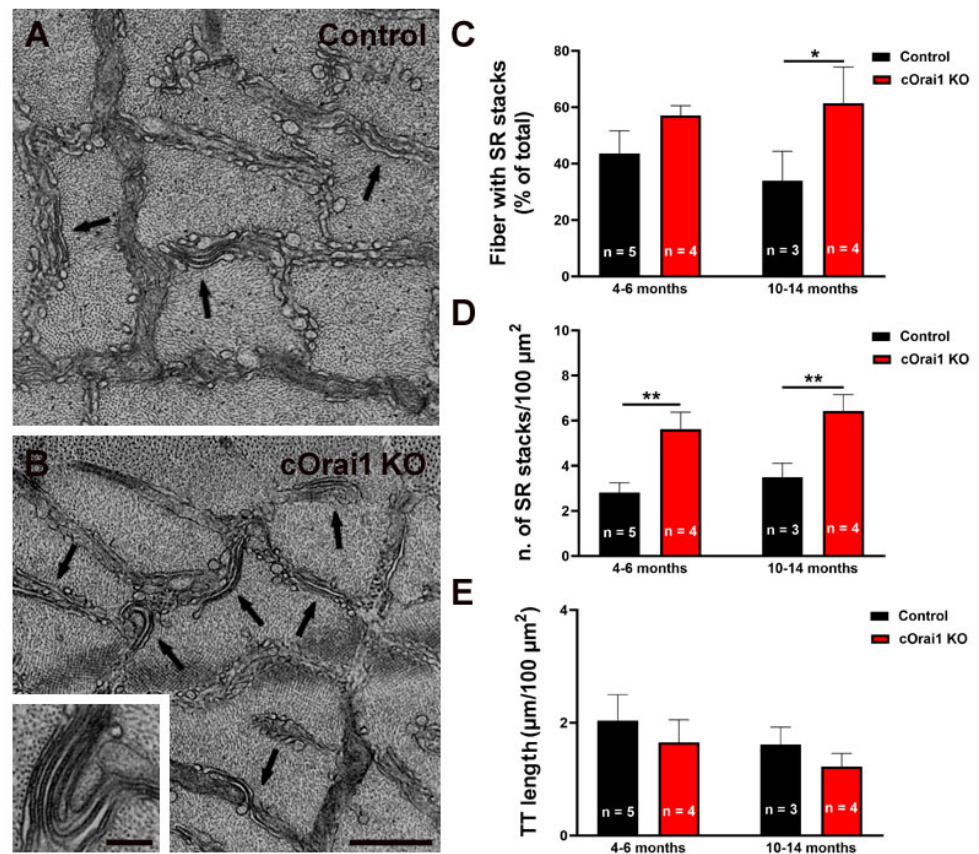 A
Control
B
cOrai1 KO
C
Fiber with SR stacks
(% of total)
80
60
40
20
0
*
Control
cOrai1 KO
n = 5
n = 4
n = 3
n = 4
4-6 months
10-14 months
D
n. of SR stacks/100 µm²
10
8
6
4
2
0
**
**
Control
cOrai1 KO
n = 5
n = 4
n = 3
n = 4
4-6 months
10-14 months
E
TT length (µm/100 µm²)
4
2
0
Control
cOrai1 KO
n = 5
n = 4
n = 3
n = 4
4-6 months
10-14 months